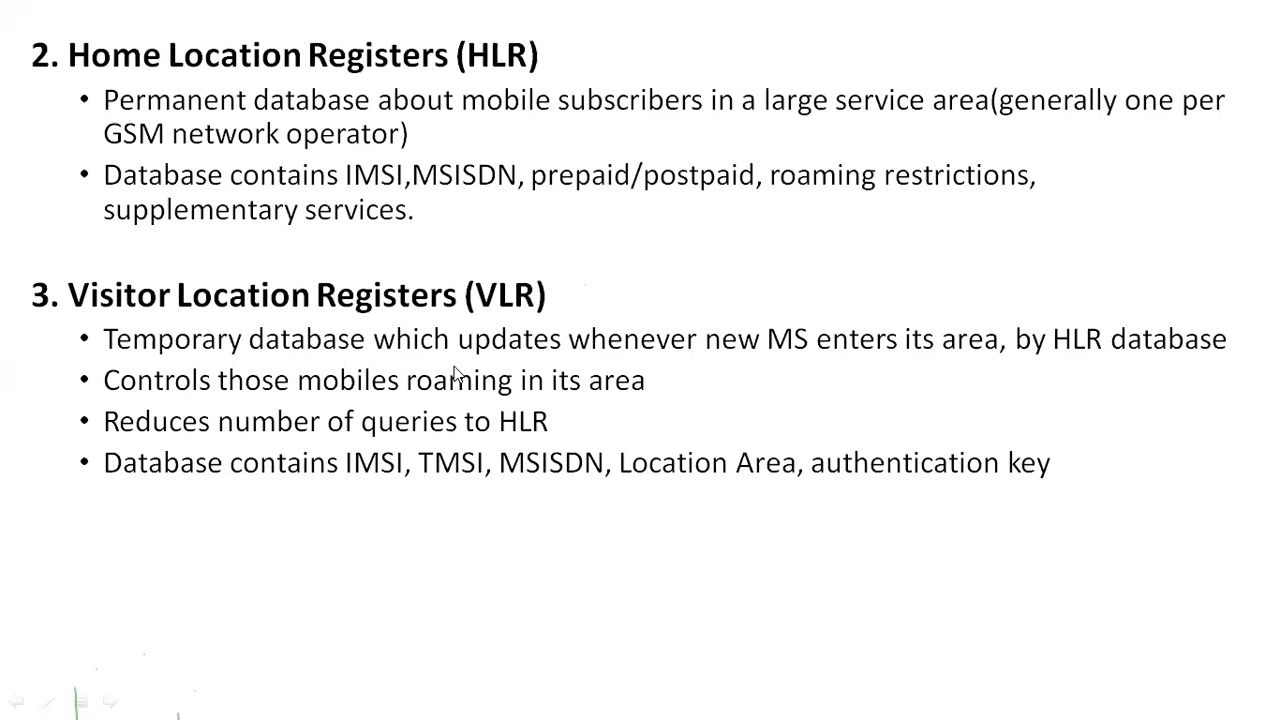 2. Home Location Registers (HLR)
• Permanent database about mobile subscribers in a large service area(generally one per
GSM network operator)
• Database contains IMSI,MSISDN, prepaid/postpaid, roaming restrictions,
supplementary services.
3. Visitor Location Registers (VLR)
• Temporary database which updates whenever new MS enters its area, by HLR database
• Controls those mobiles roaming in its area
• Reduces number of queries to HLR
• Database contains IMSI, TMSI, MSISDN, Location Area, authentication key